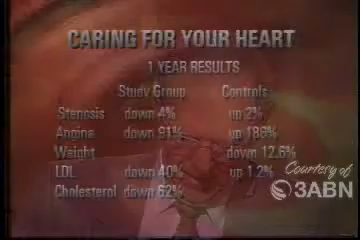 CARING FOR YOUR HEART
1 YEAR RESULTS
Study Group Controls
Stenosis down 4% up 2%
Angina down 91% up 186%
Weight down 12.6%
LDL down 40% up 1.2%
Cholesterol down 62%
Courtesy of
3ABN